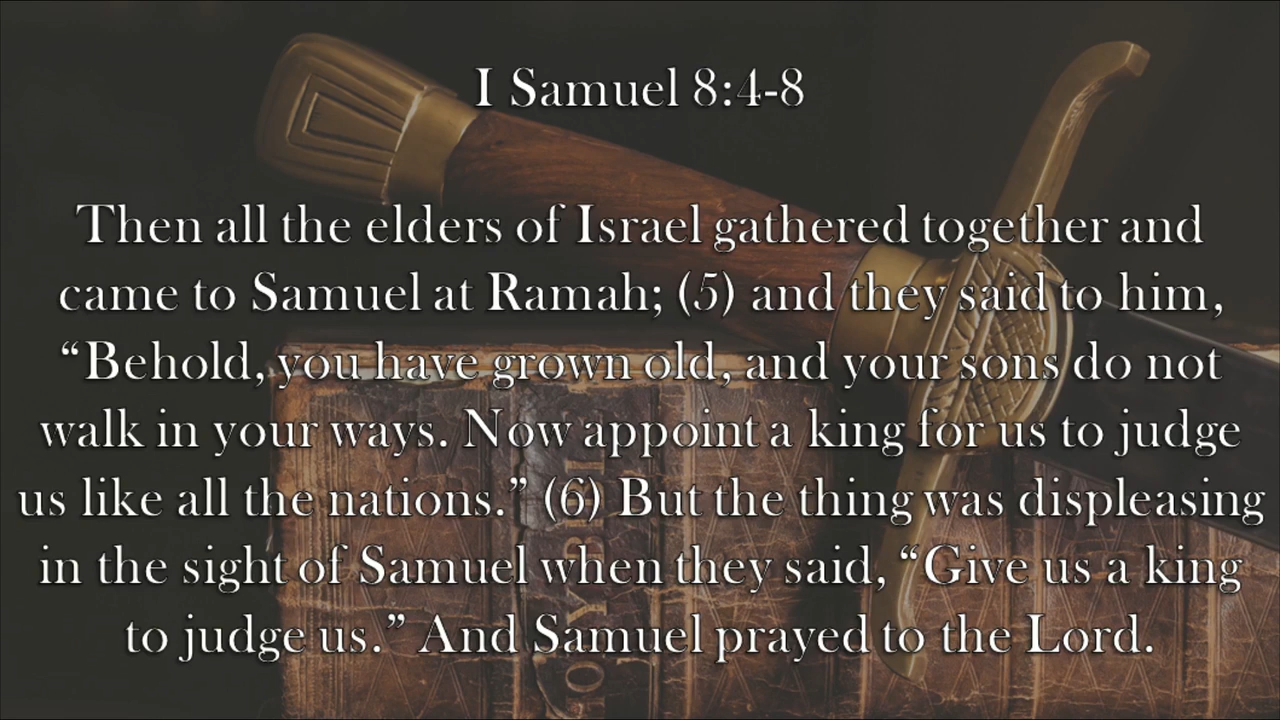 I Samuel 8:4-8
Then all the elders of Israel gathered together and
came to Samuel at Ramah; (5) and they said to him,
“Behold, you have grown old, and your sons do not
walk in your ways. Now appoint a king for us to judge
us like all the nations.” (6) But the thing was displeasing
in the sight of Samuel when they said, “Give us a king
to judge us.” And Samuel prayed to the Lord.